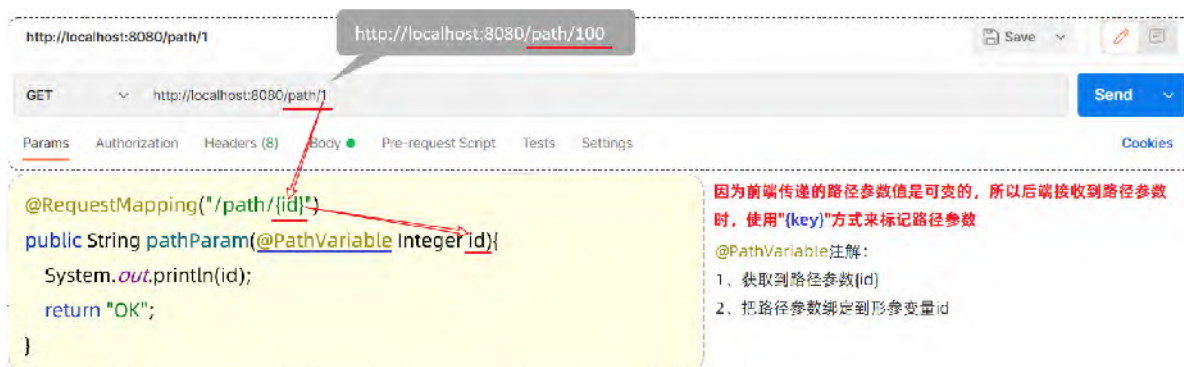 http://localhost:8080/path/1
http://localhost:8080/path/100
Save
GET
http://localhost:8080/path/1
Send
Params Authorization Headers (8) Body Pre-request Script Tests Settings
Cookies
@RequestMapping("/path/{id}")
public String pathParam(@PathVariable Integer id){
System.out.println(id);
return "OK";
}
因为前端传递的路径参数值是可变的，所以后端接收到路径参数
时，使用"{key}"方式来标记路径参数
@PathVariable注解：
1、获取到路径参数{id}
2、把路径参数绑定到形参变量id